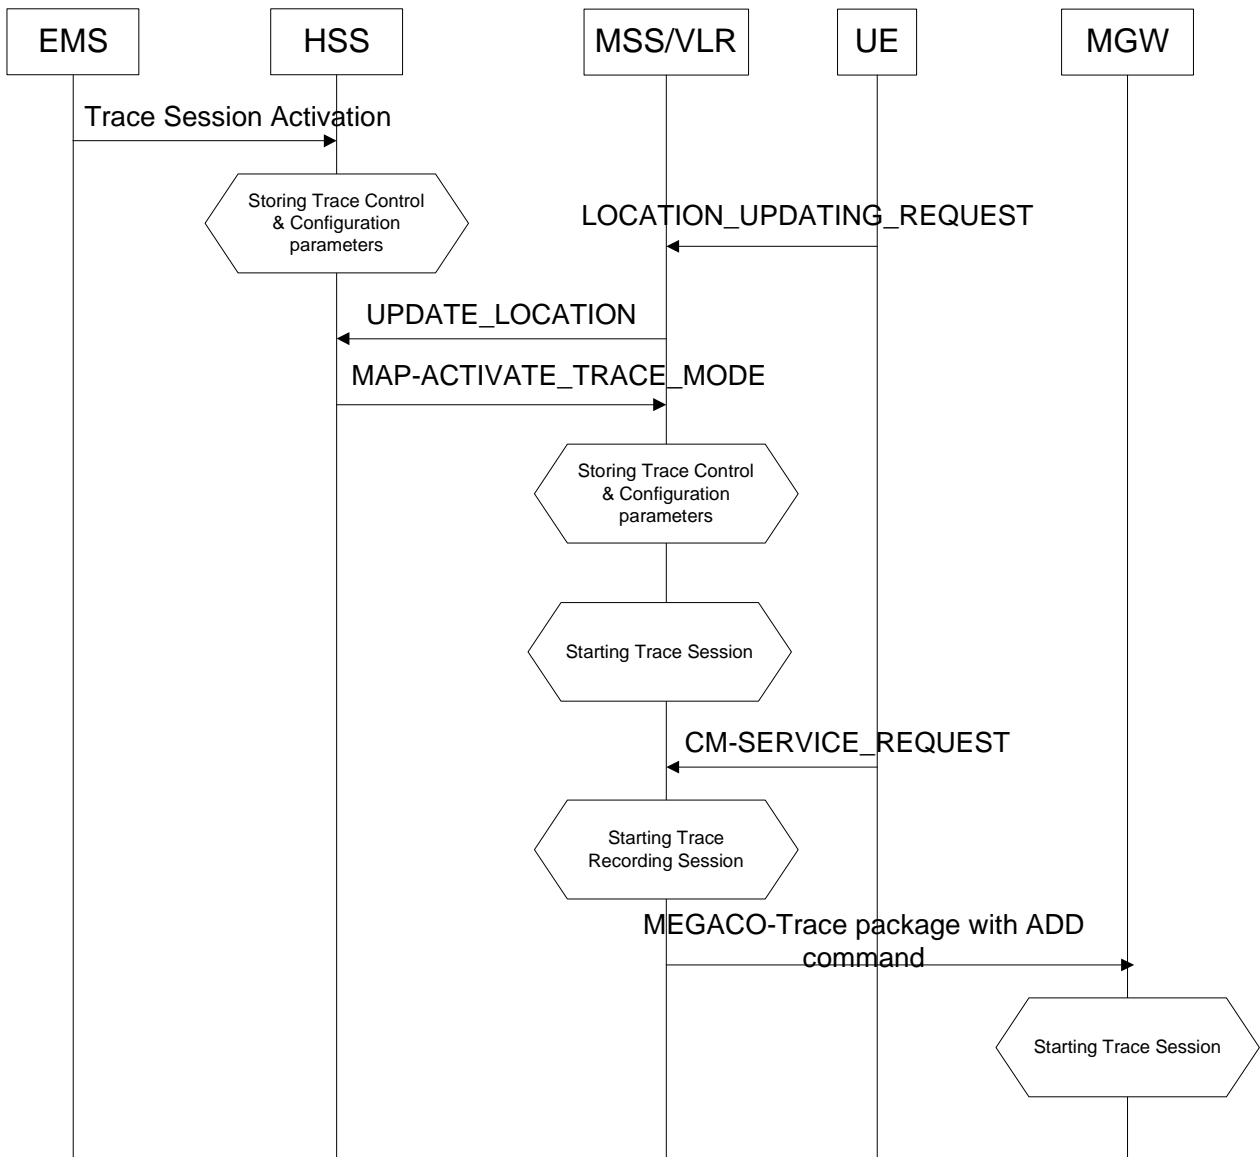 EMS
HSS
MSS/VLR
UE
MGW
Trace Session Activation
Storing Trace Control
& Configuration
parameters
LOCATION_UPDATING_REQUEST
UPDATE_LOCATION
MAP-ACTIVATE_TRACE_MODE
Storing Trace Control
& Configuration
parameters
Starting Trace Session
CM-SERVICE_REQUEST
Starting Trace
Recording Session
MEGACO-Trace package with ADD
command
Starting Trace Session